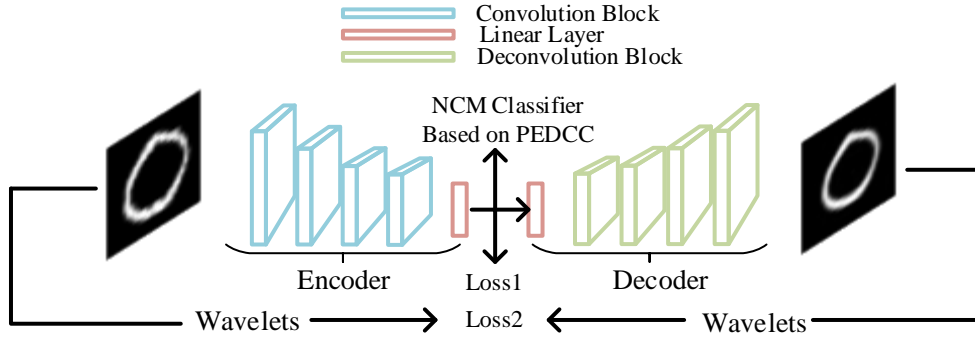 Convolution Block
Linear Layer
Deconvolution Block
NCM Classifier
Based on PEDCC
Encoder
Loss1
Decoder
Wavelets
Loss2
Wavelets